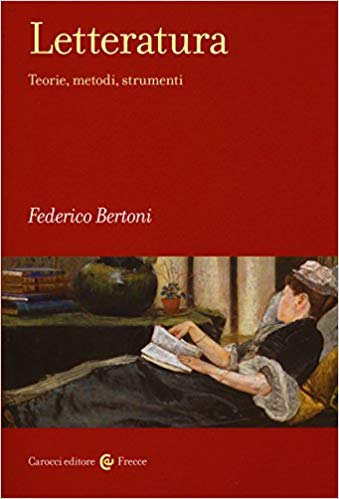 Letteratura
Teorie, metodi, strumenti
Federico Bertoni
Carocci editore @ Frecce